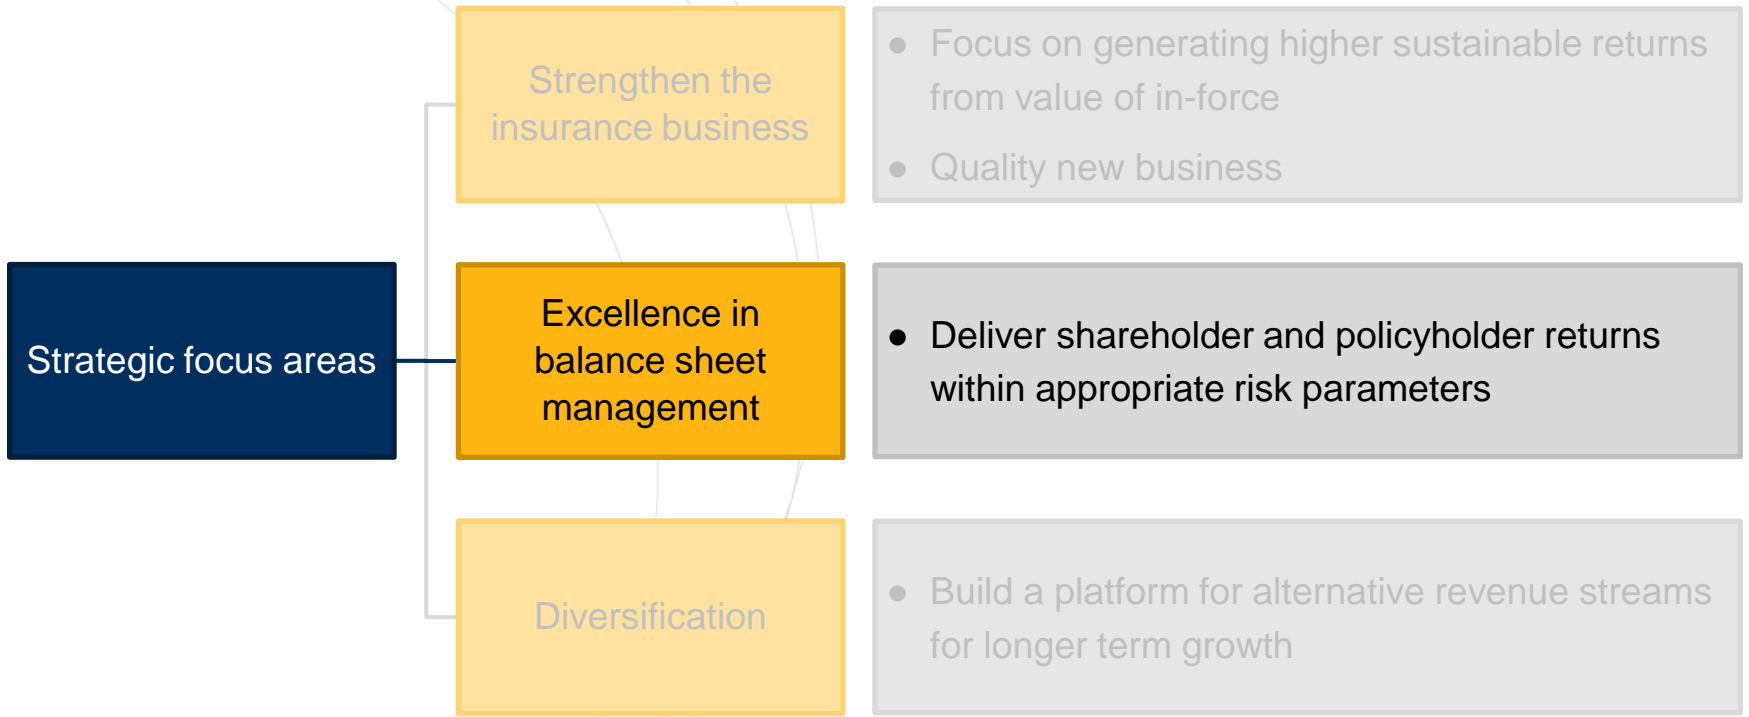 Strengthen the
insurance business
● Focus on generating higher sustainable returns
from value of in-force
● Quality new business
Strategic focus areas
Excellence in
balance sheet
management
● Deliver shareholder and policyholder returns
within appropriate risk parameters
Diversification
● Build a platform for alternative revenue streams
for longer term growth